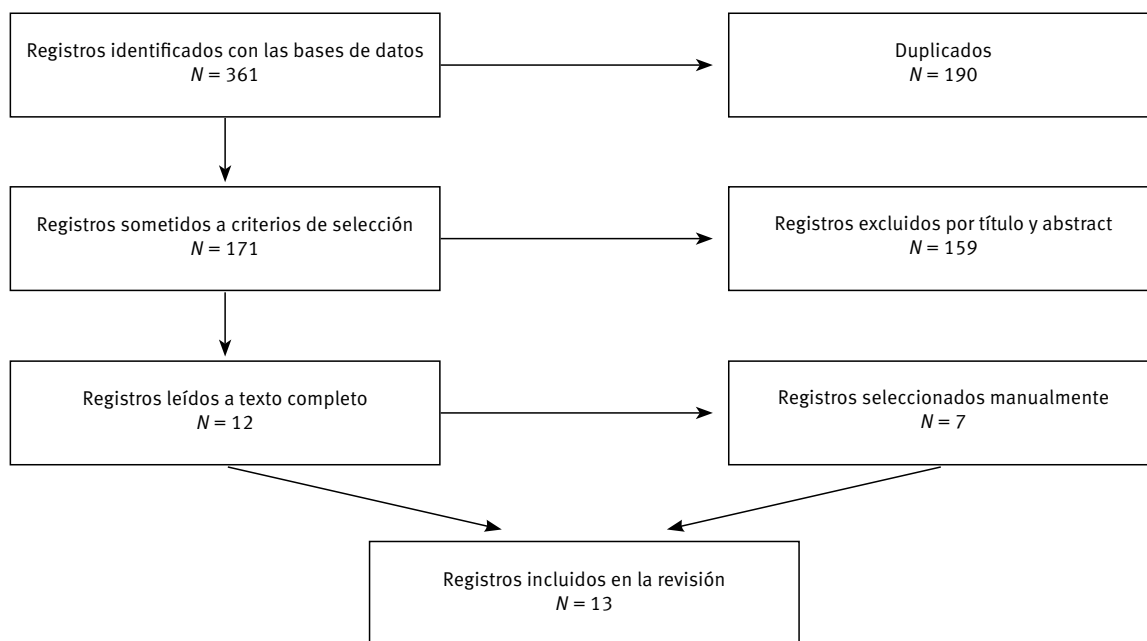 Registros identificados con las bases de datos
N = 361
Duplicados
N = 190
Registros sometidos a criterios de selección
N = 171
Registros excluidos por título y abstract
N = 159
Registros leídos a texto completo
N = 12
Registros seleccionados manualmente
N = 7
Registros incluidos en la revisión
N = 13